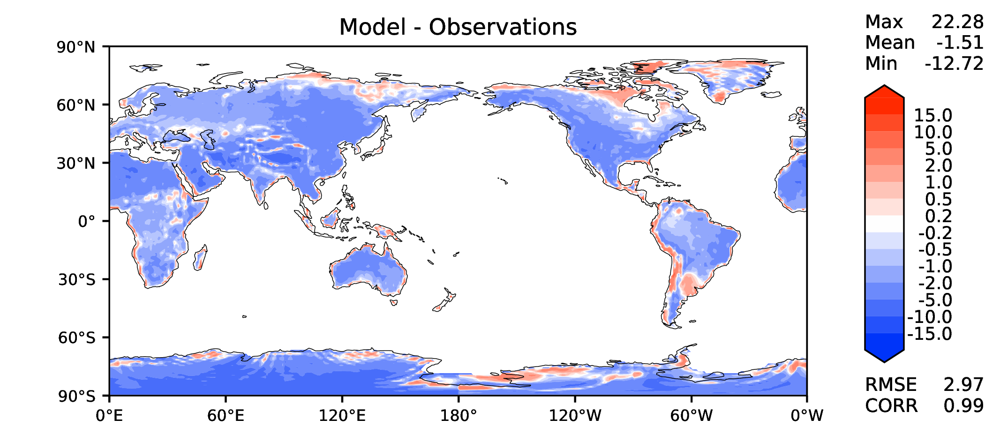 Model - Observations
Max 22.28
Mean -1.51
Min -12.72
90°N
60°N
30°N
0°
30°S
60°S
90°S
0°E 60°E 120°E 180° 120°W 60°W 0°W
15.0
10.0
5.0
2.0
1.0
0.5
0.2
-0.2
-0.5
-1.0
-2.0
-5.0
-10.0
-15.0
RMSE 2.97
CORR 0.99